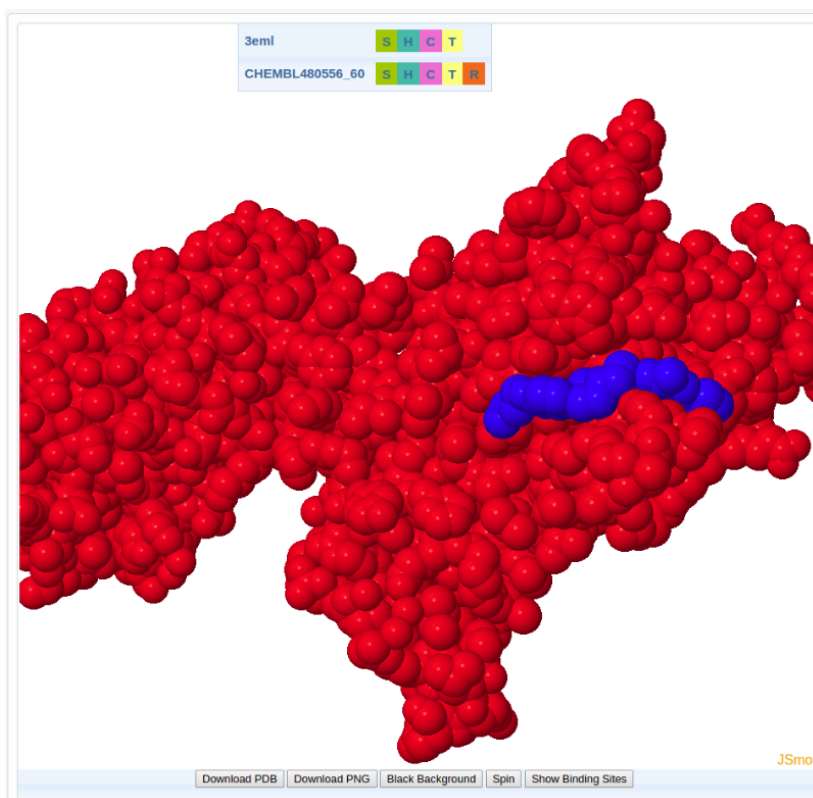 3eml S H C T
CHEMBL480556_60 S H C T R
JSmo
Download PDB Download PNG Black Background Spin Show Binding Sites